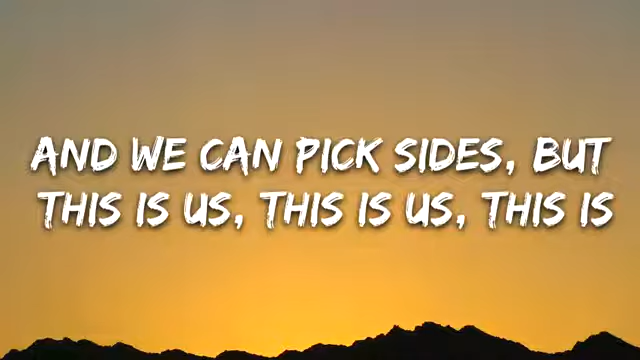 AND WE CAN PICK SIDES, BUT
THIS IS US, THIS IS US, THIS IS